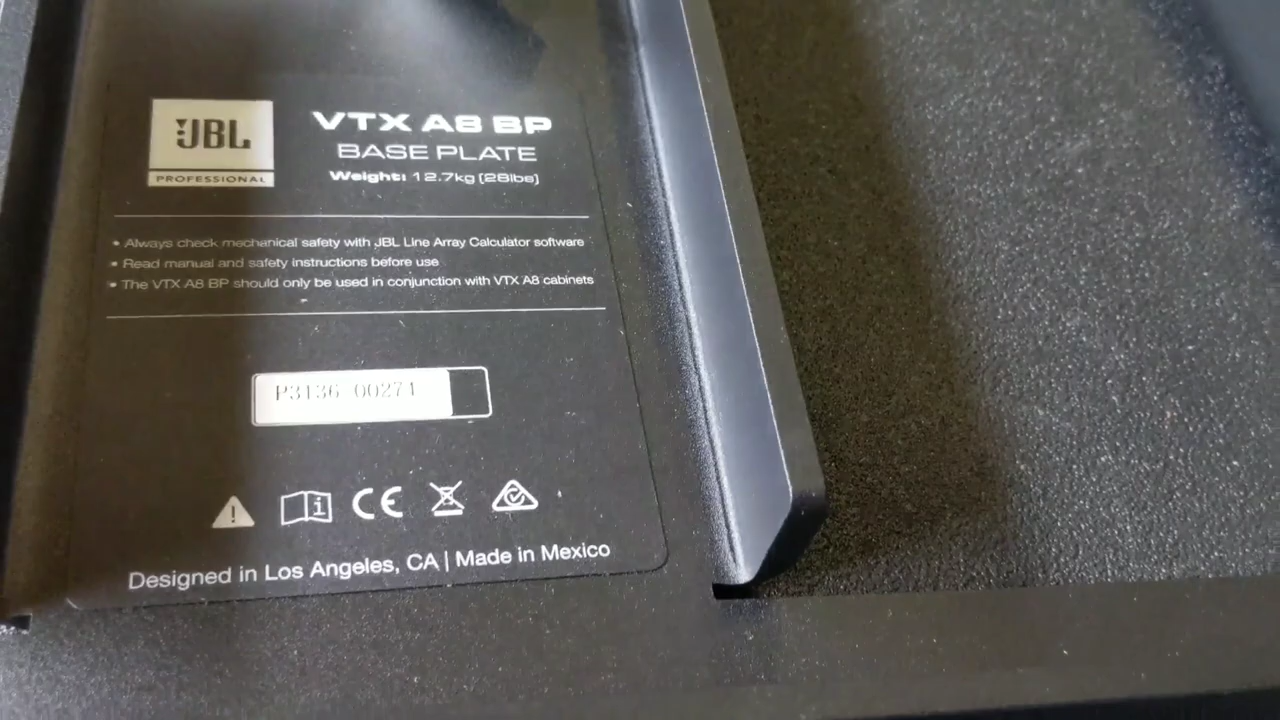 JBL
PROFESSIONAL
VTX A8 BP
BASE PLATE
Weight: 12.7kg (28lbs)
• Always check mechanical safety with JBL Line Array Calculator software
• Read manual and safety instructions before use
• The VTX A8 BP should only be used in conjunction with VTX A8 cabinets
P3136 00271
CE
Designed in Los Angeles, CA | Made in Mexico